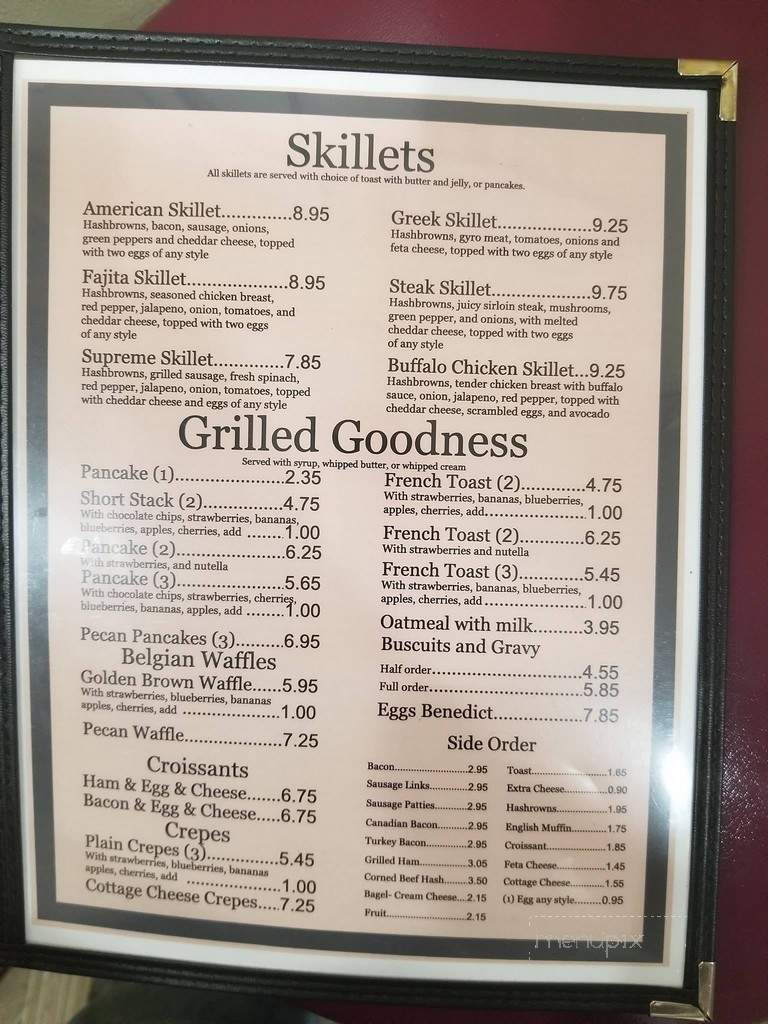 Skillets
All skillets are served with choice of toast with butter and jelly, or pancakes.
American Skillet..............8.95
Hashbrowns, bacon, sausage, onions,
green peppers and cheddar cheese, topped
with two eggs of any style
Fajita Skillet....................8.95
Hashbrowns, seasoned chicken breast,
red pepper, jalapeno, onion, tomatoes, and
cheddar cheese, topped with two eggs
of any style
Supreme Skillet..............7.85
Hashbrowns, grilled sausage, fresh spinach,
red pepper, jalapeno, onion, tomatoes, topped
with cheddar cheese and eggs of any style
Greek Skillet...................9.25
Hashbrowns, gyro meat, tomatoes, onions and
feta cheese, topped with two eggs of any style
Steak Skillet....................9.75
Hashbrowns, juicy sirloin steak, mushrooms,
green pepper, and onions, with melted
cheddar cheese, topped with two eggs
of any style
Buffalo Chicken Skillet...9.25
Hashbrowns, tender chicken breast with buffalo
sauce, onion, jalapeno, red pepper, topped with
cheddar cheese, scrambled eggs, and avocado
Grilled Goodness
Served with syrup, whipped butter, or whipped cream
Pancake (1)......................2.35
Short Stack (2)................4.75
With chocolate chips, strawberries, bananas,
blueberries, apples, cherries, add ........1.00
Pancake (2)......................6.25
With strawberries, and nutella
Pancake (3)......................5.65
With chocolate chips, strawberries, cherries,
blueberries, bananas, apples, add ..........1.00
Pecan Pancakes (3)..........6.95
Belgian Waffles
Golden Brown Waffle......5.95
With strawberries, blueberries, bananas
apples, cherries, add ....................1.00
Pecan Waffle....................7.25
Croissants
Ham & Egg & Cheese.......6.75
Bacon & Egg & Cheese.....6.75
Crepes
Plain Crepes (3)...............5.45
With strawberries, blueberries, bananas
apples, cherries, add ....................1.00
Cottage Cheese Crepes.....7.25
French Toast (2)..............4.75
With strawberries, bananas, blueberries,
apples, cherries, add.....................1.00
French Toast (2)..............6.25
With strawberries and nutella
French Toast (3)..............5.45
With strawberries, bananas, blueberries,
apples, cherries, add .....................1.00
Oatmeal with milk..........3.95
Buscuits and Gravy
Half order................................4.55
Full order................................5.85
Eggs Benedict..................7.85
Side Order
Bacon.............................2.95
Sausage Links................2.95
Sausage Patties..............2.95
Canadian Bacon.............2.95
Turkey Bacon.................2.95
Grilled Ham...................3.05
Corned Beef Hash.........3.50
Bagel- Cream Cheese...2.15
Fruit...............................2.15
Toast..............................1.65
Extra Cheese..................0.90
Hashrowns.....................1.95
English Muffin...............1.75
Croissant........................1.85
Feta Cheese....................1.45
Cottage Cheese..............1.55
(1) Egg any style............0.95
menupix